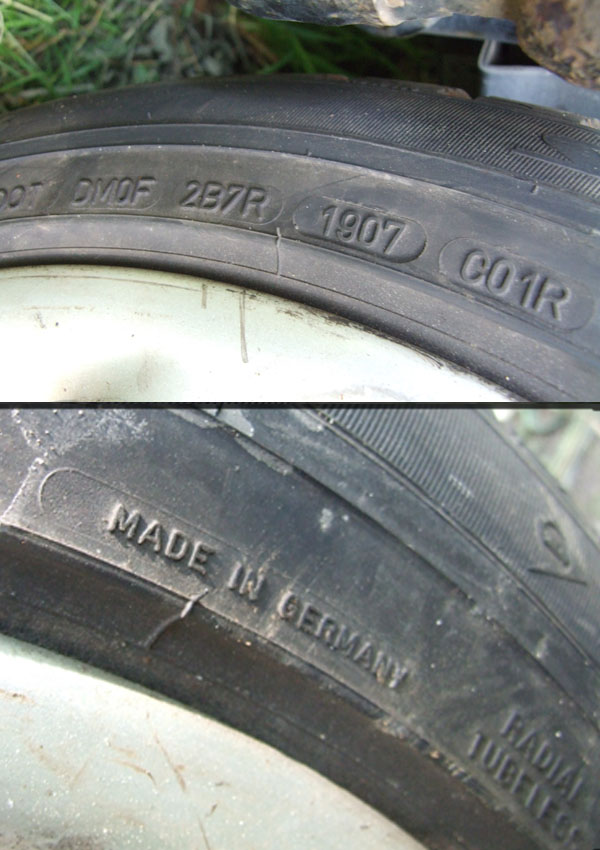 DOT DM0F 2B7R 1907 C01R
MADE IN GERMANY
RADIAL
TUBELESS